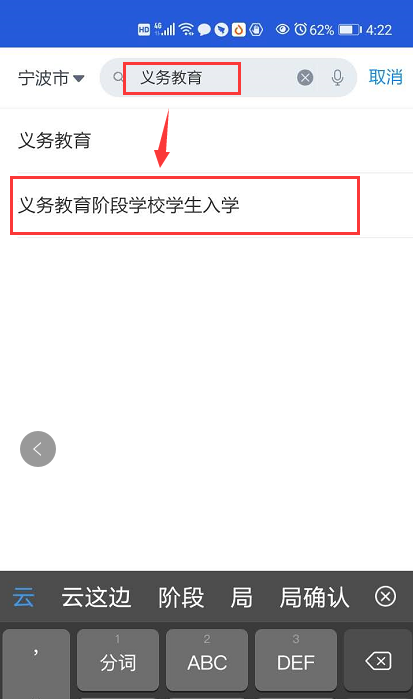 HD 4G 62% 4:22
宁波市 义务教育 取消
义务教育
义务教育阶段学校学生入学
云 云这边 阶段 局 局确认
1 2 3
， 分词 ABC DEF